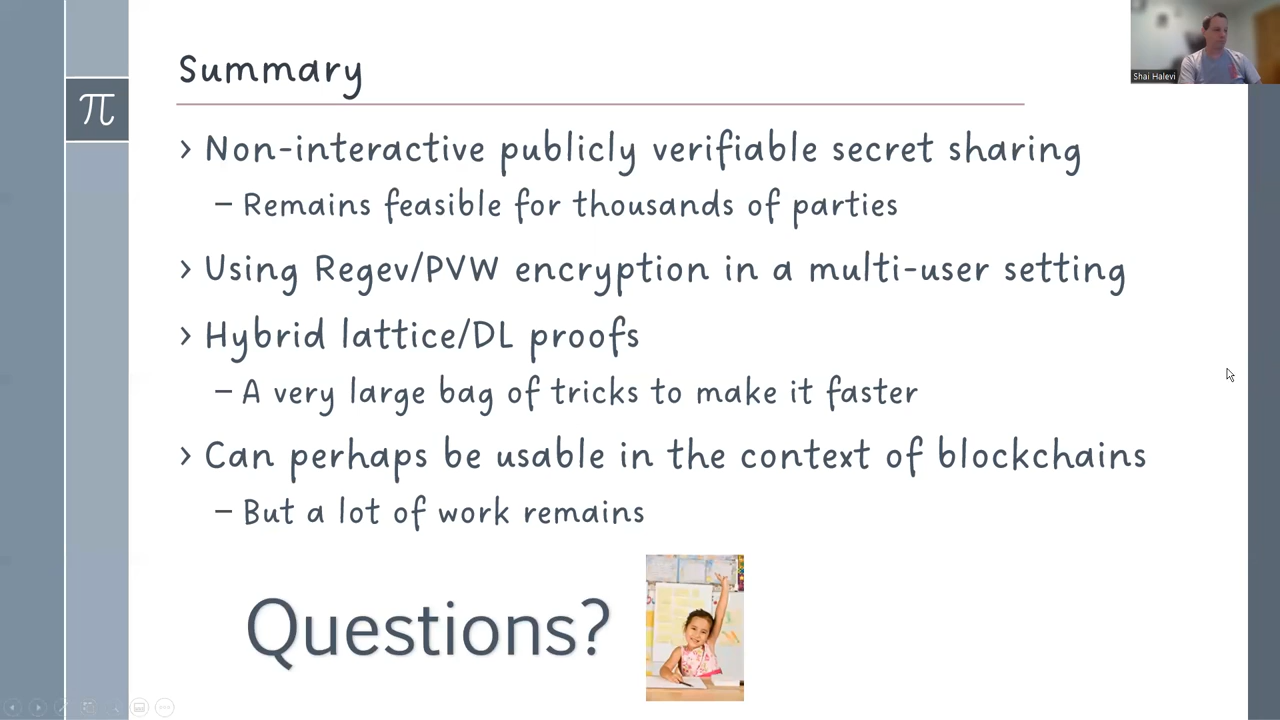 Summary
Shai Halevi
π
› Non-interactive publicly verifiable secret sharing
– Remains feasible for thousands of parties
› Using Regev/PVW encryption in a multi-user setting
› Hybrid lattice/DL proofs
– A very large bag of tricks to make it faster
› Can perhaps be usable in the context of blockchains
– But a lot of work remains
Questions?